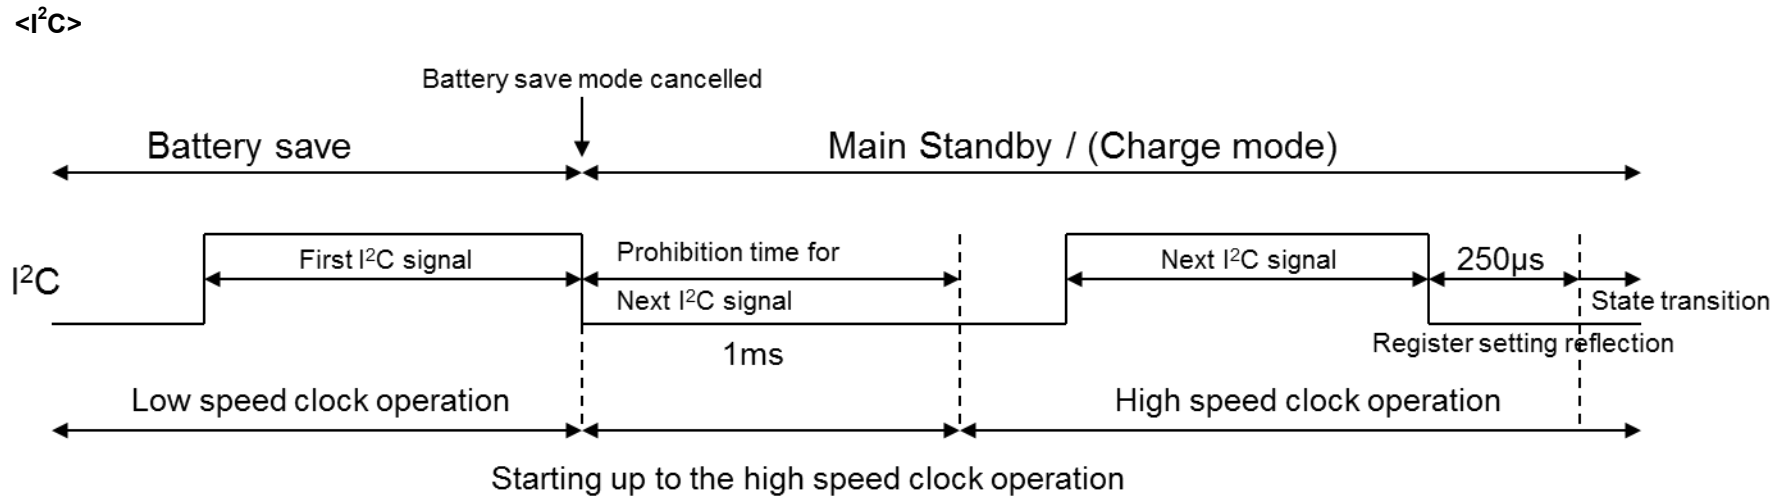 <I²C>
Battery save mode cancelled
Battery save
Main Standby / (Charge mode)
I²C
First I²C signal
Prohibition time for
Next I²C signal
1ms
Next I²C signal
250µs
State transition
Register setting reflection
Low speed clock operation
High speed clock operation
Starting up to the high speed clock operation